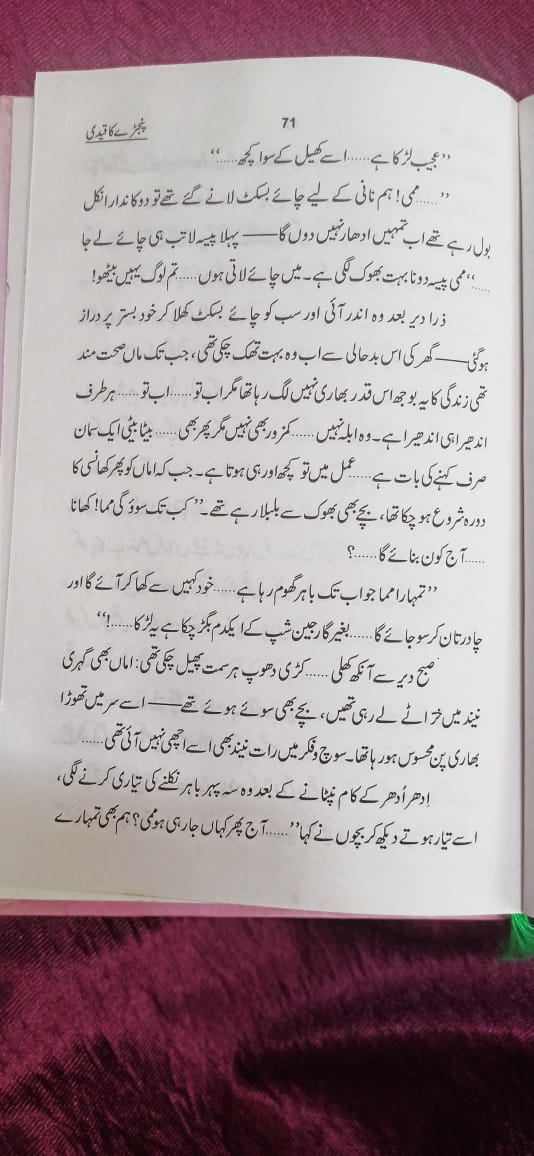 71
پنجرے کا قیدی
’’عجیب لڑکا ہے......اسے کھیل کے سوا کچھ......‘‘
’’......ممی! ہم نانی کے لیے چائے بسکٹ لانے گئے تھے تو دوکاندار انکل
بول رہے تھے اب تمہیں ادھار نہیں دوں گا—— پہلا پیسہ لا تب ہی چائے لے جا
......‘‘ممی پیسہ دو نا بہت بھوک لگی ہے۔ میں چائے لاتی ہوں......تم لوگ یہیں بیٹھو!
ذرا دیر بعد وہ اندر آئی اور سب کو چائے بسکٹ کھلا کر خود بستر پر دراز
ہوگئی—— گھر کی اس بدحالی سے اب وہ بہت تھک چکی تھی، جب تک ماں صحت مند
تھی زندگی کا یہ بوجھ اس قدر بھاری نہیں لگ رہا تھا مگر اب تو......اب تو......ہر طرف
اندھیرا ہی اندھیرا ہے۔ وہ ابلہ نہیں......کمزور بھی نہیں مگر پھر بھی......بیٹا بیٹی ایک سمان
صرف کہنے کی بات ہے......عمل میں تو کچھ اور ہی ہوتا ہے۔ جب کہ اماں کو پھر کھانسی کا
دورہ شروع ہو چکا تھا، بچے بھی بھوک سے بلبلا رہے تھے۔’’کب تک سوؤ گی مما! کھانا
......آج کون بنائے گا......؟
’’تمہارا مما جو اب تک باہر گھوم رہا ہے......خود کہیں سے کھا کر آئے گا اور
چادر تان کر سو جائے گا......بغیر گارجین شپ کے ایکدم بگڑ چکا ہے یہ لڑکا......!‘‘
صبح دیر سے آنکھ کھلی......کڑی دھوپ ہر سمت پھیل چکی تھی: اماں بھی گہری
نیند میں خراٹے لے رہی تھیں، بچے بھی سوئے ہوئے تھے—— اسے سر میں تھوڑا
بھاری پن محسوس ہو رہا تھا۔ سوچ و فکر میں رات نیند بھی اسے اچھی نہیں آئی تھی......
اِدھر اُدھر کے کام نپٹانے کے بعد وہ سہ پہر باہر نکلنے کی تیاری کرنے لگی،
اسے تیار ہوتے دیکھ کر بچوں نے کہا’’......آج پھر کہاں جا رہی ہو ممی؟ ہم بھی تمہارے